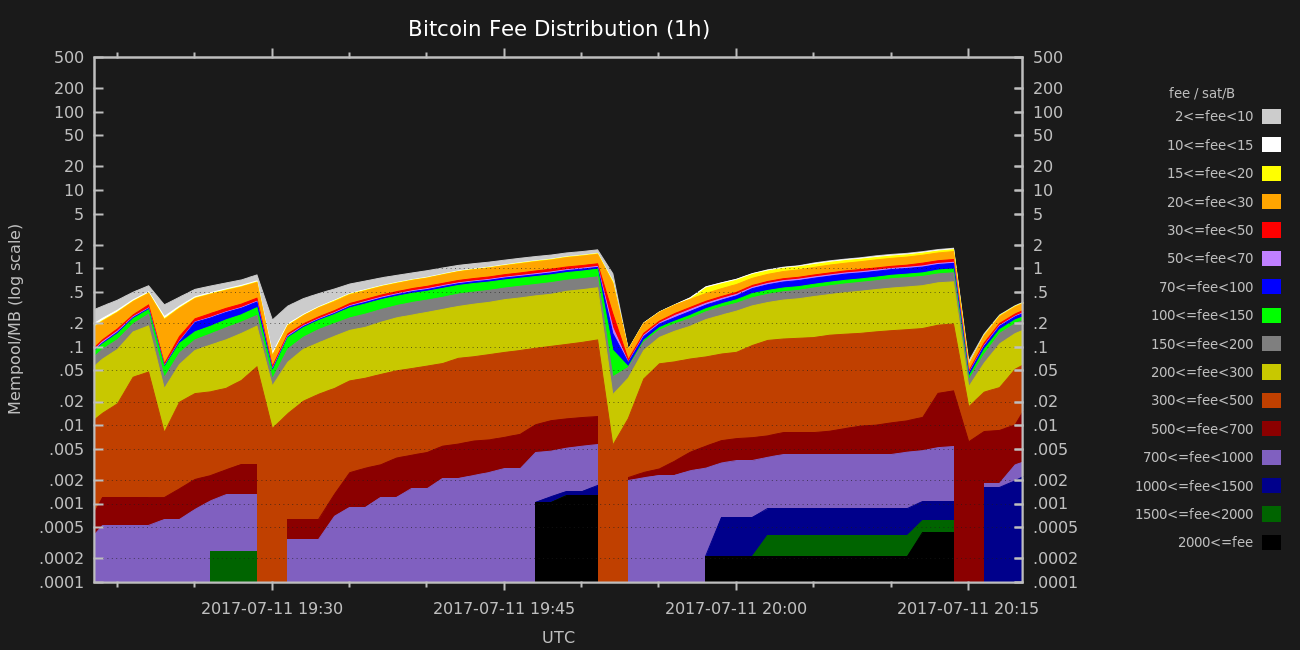 Bitcoin Fee Distribution (1h)
Mempool/MB (log scale)
500
200
100
50
20
10
5
2
1
.5
.2
.1
.05
.02
.01
.005
.002
.001
.0005
.0002
.0001
500
200
100
50
20
10
5
2
1
.5
.2
.1
.05
.02
.01
.005
.002
.001
.0005
.0002
.0001
2017-07-11 19:30
2017-07-11 19:45
2017-07-11 20:00
2017-07-11 20:15
UTC
fee / sat/B
2<=fee<10
10<=fee<15
15<=fee<20
20<=fee<30
30<=fee<50
50<=fee<70
70<=fee<100
100<=fee<150
150<=fee<200
200<=fee<300
300<=fee<500
500<=fee<700
700<=fee<1000
1000<=fee<1500
1500<=fee<2000
2000<=fee